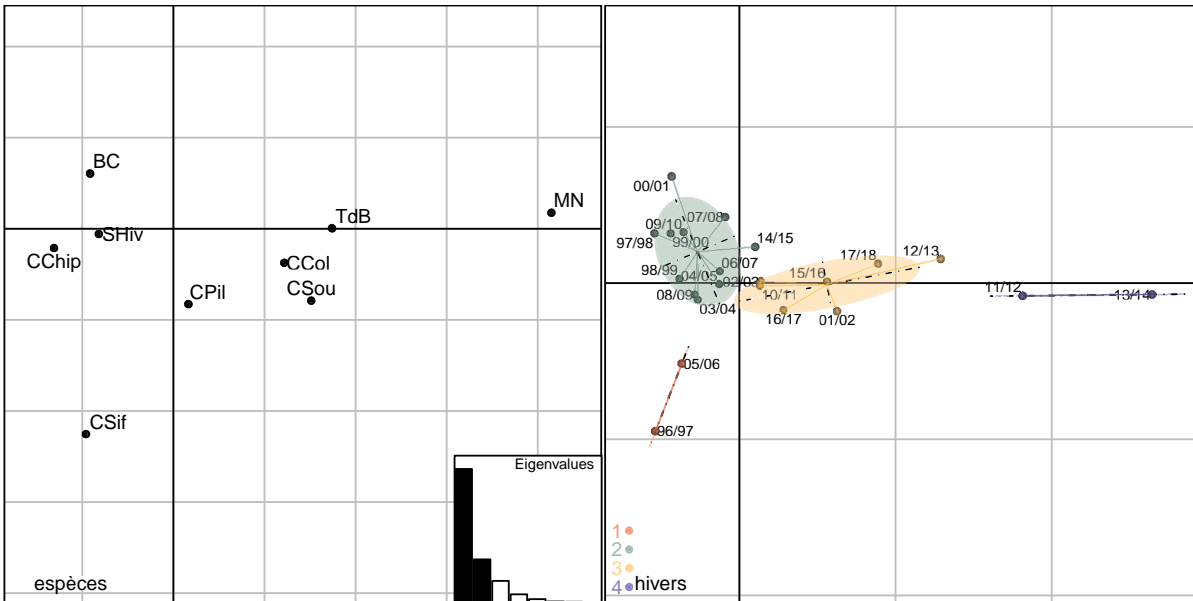 BC
MN
TdB
SHiv
CChip
CCol
CSou
CPil
CSif
Eigenvalues
espèces
00/01
07/08
09/10
97/98
99/00
14/15
17/18
12/13
06/07
98/99
04/05
02/03
15/16
08/09
10/11
11/12
13/14
03/04
16/17
01/02
05/06
96/97
1
2
3
4
hivers